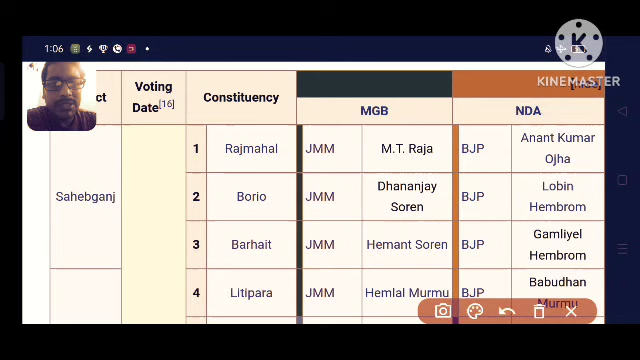 1:06
KINEMASTER
ct Voting Date[16] Constituency
MGB NDA
Sahebganj
1 Rajmahal JMM M.T. Raja BJP Anant Kumar Ojha
2 Borio JMM Dhananjay Soren BJP Lobin Hembrom
3 Barhait JMM Hemant Soren BJP Gamliyel Hembrom
4 Litipara JMM Hemlal Murmu BJP Babudhan Murmu